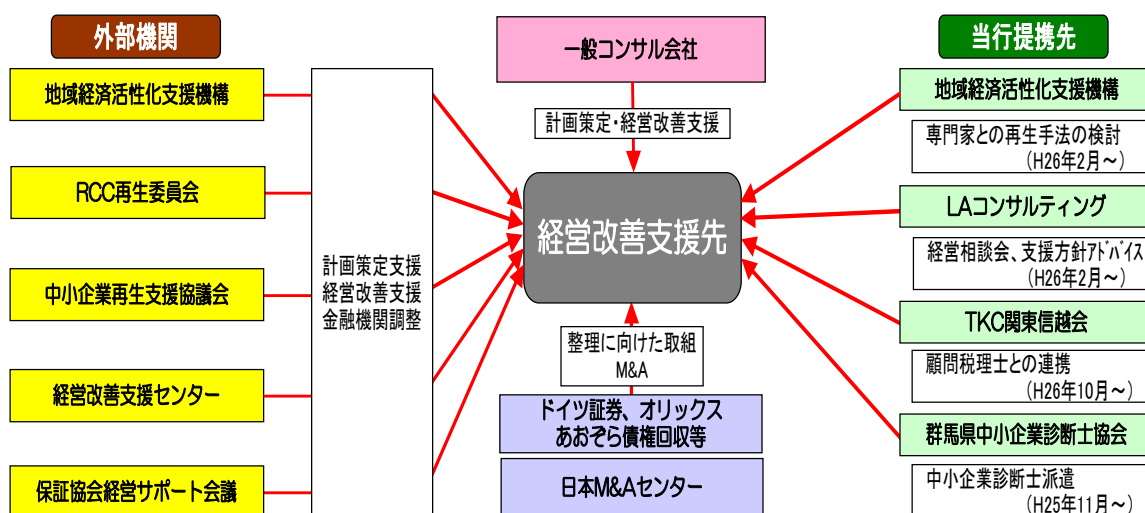 外部機関
地域経済活性化支援機構
RCC再生委員会
中小企業再生支援協議会
経営改善支援センター
保証協会経営サポート会議
計画策定支援
経営改善支援
金融機関調整
一般コンサル会社
計画策定・経営改善支援
経営改善支援先
整理に向けた取組
M&A
ドイツ証券、オリックス
あおぞら債権回収等
日本M&Aセンター
当行提携先
地域経済活性化支援機構
専門家との再生手法の検討
(H26年2月～)
LAコンサルティング
経営相談会、支援方針ｱﾄﾞﾊﾞｲｽ
(H26年2月～)
TKC関東信越会
顧問税理士との連携
(H26年10月～)
群馬県中小企業診断士協会
中小企業診断士派遣
(H25年11月～)